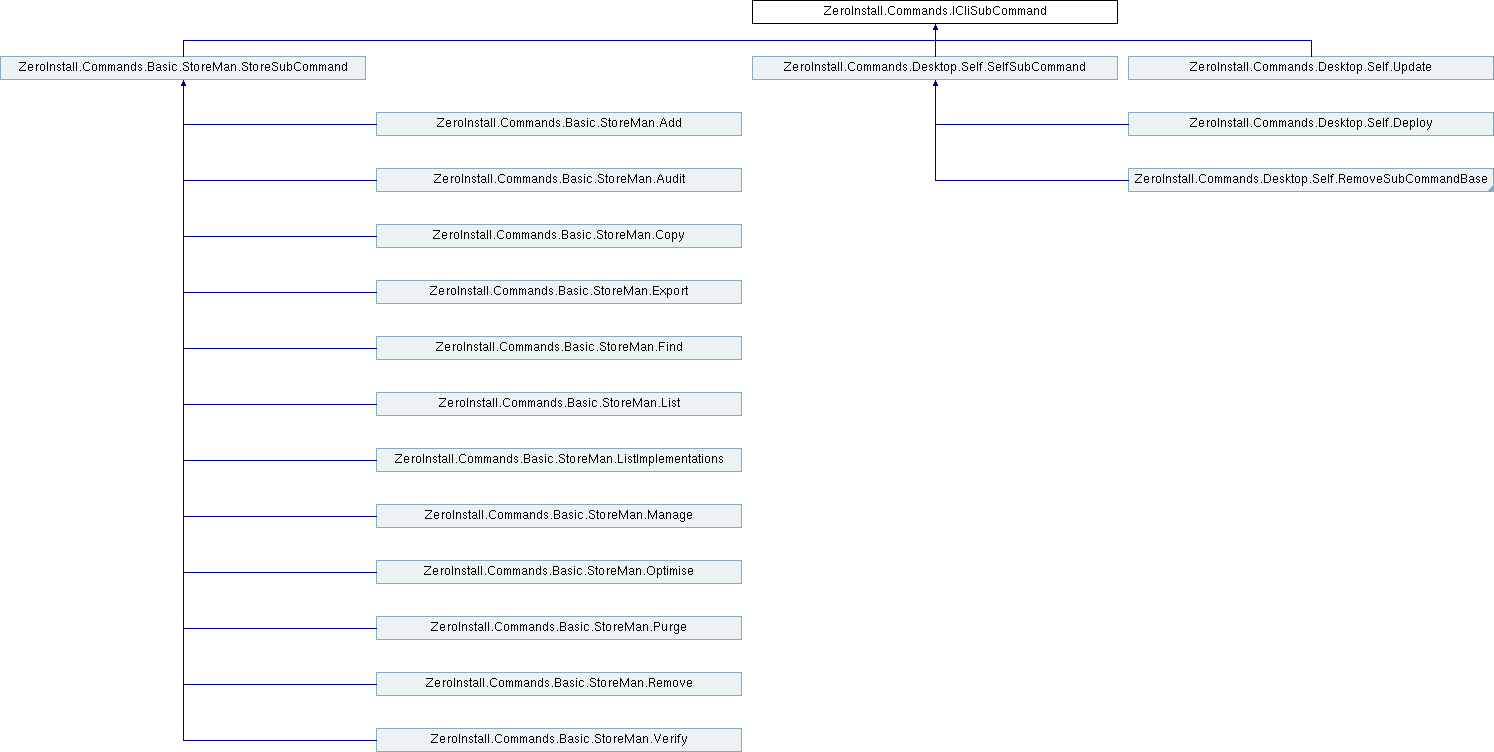 ZeroInstall.Commands.ICliSubCommand
ZeroInstall.Commands.Basic.StoreMan.StoreSubCommand
ZeroInstall.Commands.Desktop.Self.SelfSubCommand
ZeroInstall.Commands.Desktop.Self.Update
ZeroInstall.Commands.Basic.StoreMan.Add
ZeroInstall.Commands.Desktop.Self.Deploy
ZeroInstall.Commands.Basic.StoreMan.Audit
ZeroInstall.Commands.Desktop.Self.RemoveSubCommandBase
ZeroInstall.Commands.Basic.StoreMan.Copy
ZeroInstall.Commands.Basic.StoreMan.Export
ZeroInstall.Commands.Basic.StoreMan.Find
ZeroInstall.Commands.Basic.StoreMan.List
ZeroInstall.Commands.Basic.StoreMan.ListImplementations
ZeroInstall.Commands.Basic.StoreMan.Manage
ZeroInstall.Commands.Basic.StoreMan.Optimise
ZeroInstall.Commands.Basic.StoreMan.Purge
ZeroInstall.Commands.Basic.StoreMan.Remove
ZeroInstall.Commands.Basic.StoreMan.Verify